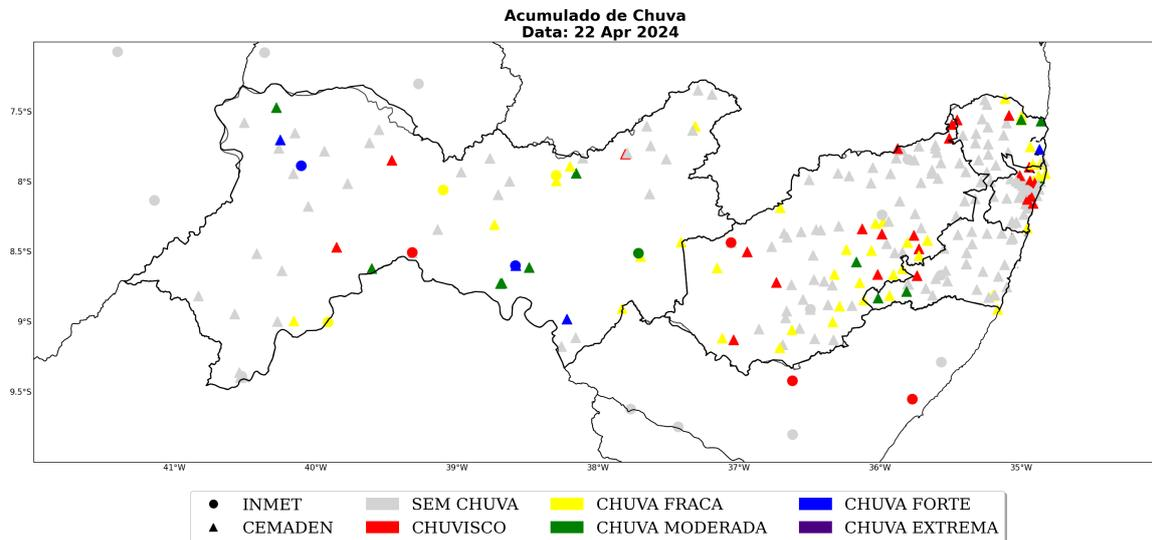 Acumulado de Chuva
Data: 22 Apr 2024
7.5°S
8°S
8.5°S
9°S
9.5°S
41°W 40°W 39°W 38°W 37°W 36°W 35°W
INMET SEM CHUVA CHUVA FRACA CHUVA FORTE
CEMADEN CHUVISCO CHUVA MODERADA CHUVA EXTREMA